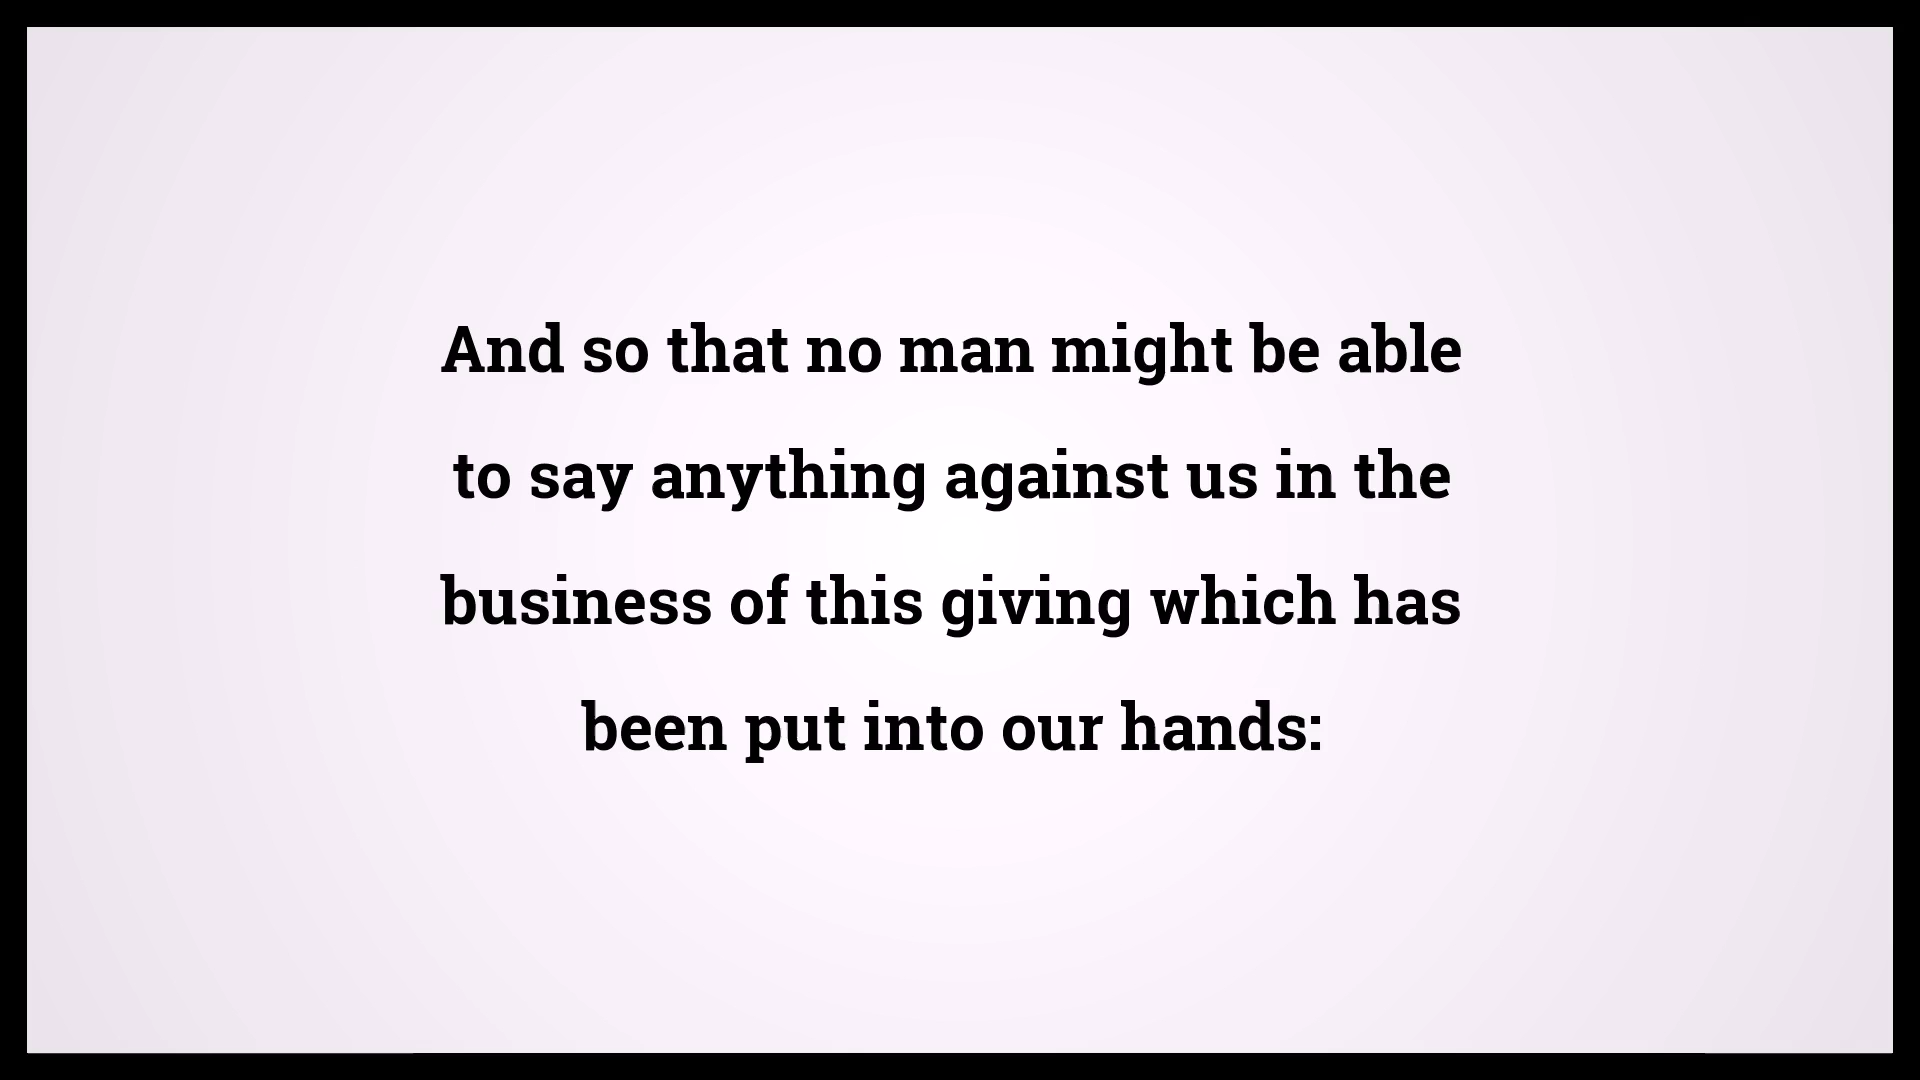 And so that no man might be able
to say anything against us in the
business of this giving which has
been put into our hands: